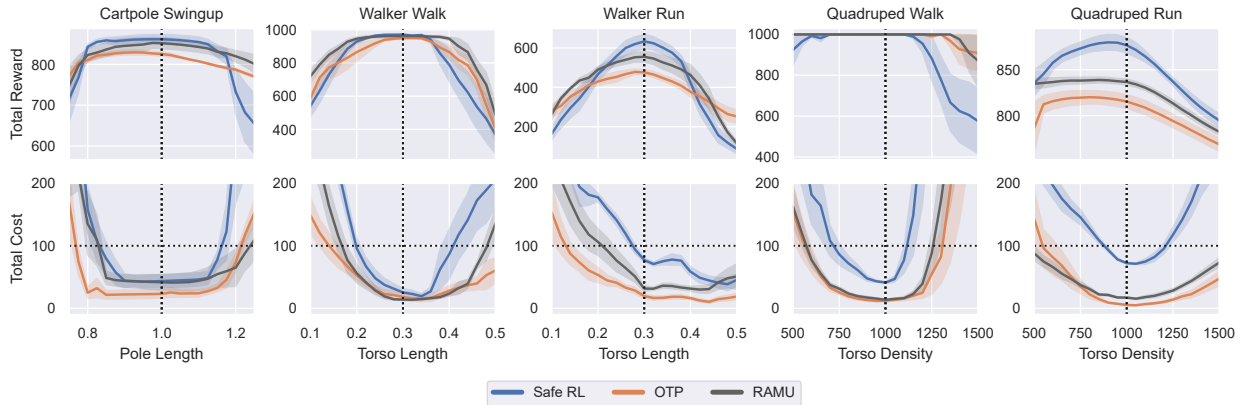 Cartpole Swingup
Walker Walk
Walker Run
Quadruped Walk
Quadruped Run
Total Reward
800
700
600
1000
800
600
400
600
400
200
1000
800
600
400
850
800
Total Cost
200
100
0
200
100
0
200
100
0
200
100
0
200
100
0
0.8 1.0 1.2
0.1 0.2 0.3 0.4 0.5
0.1 0.2 0.3 0.4 0.5
500 750 1000 1250 1500
500 750 1000 1250 1500
Pole Length
Torso Length
Torso Length
Torso Density
Torso Density
Safe RL OTP RAMU